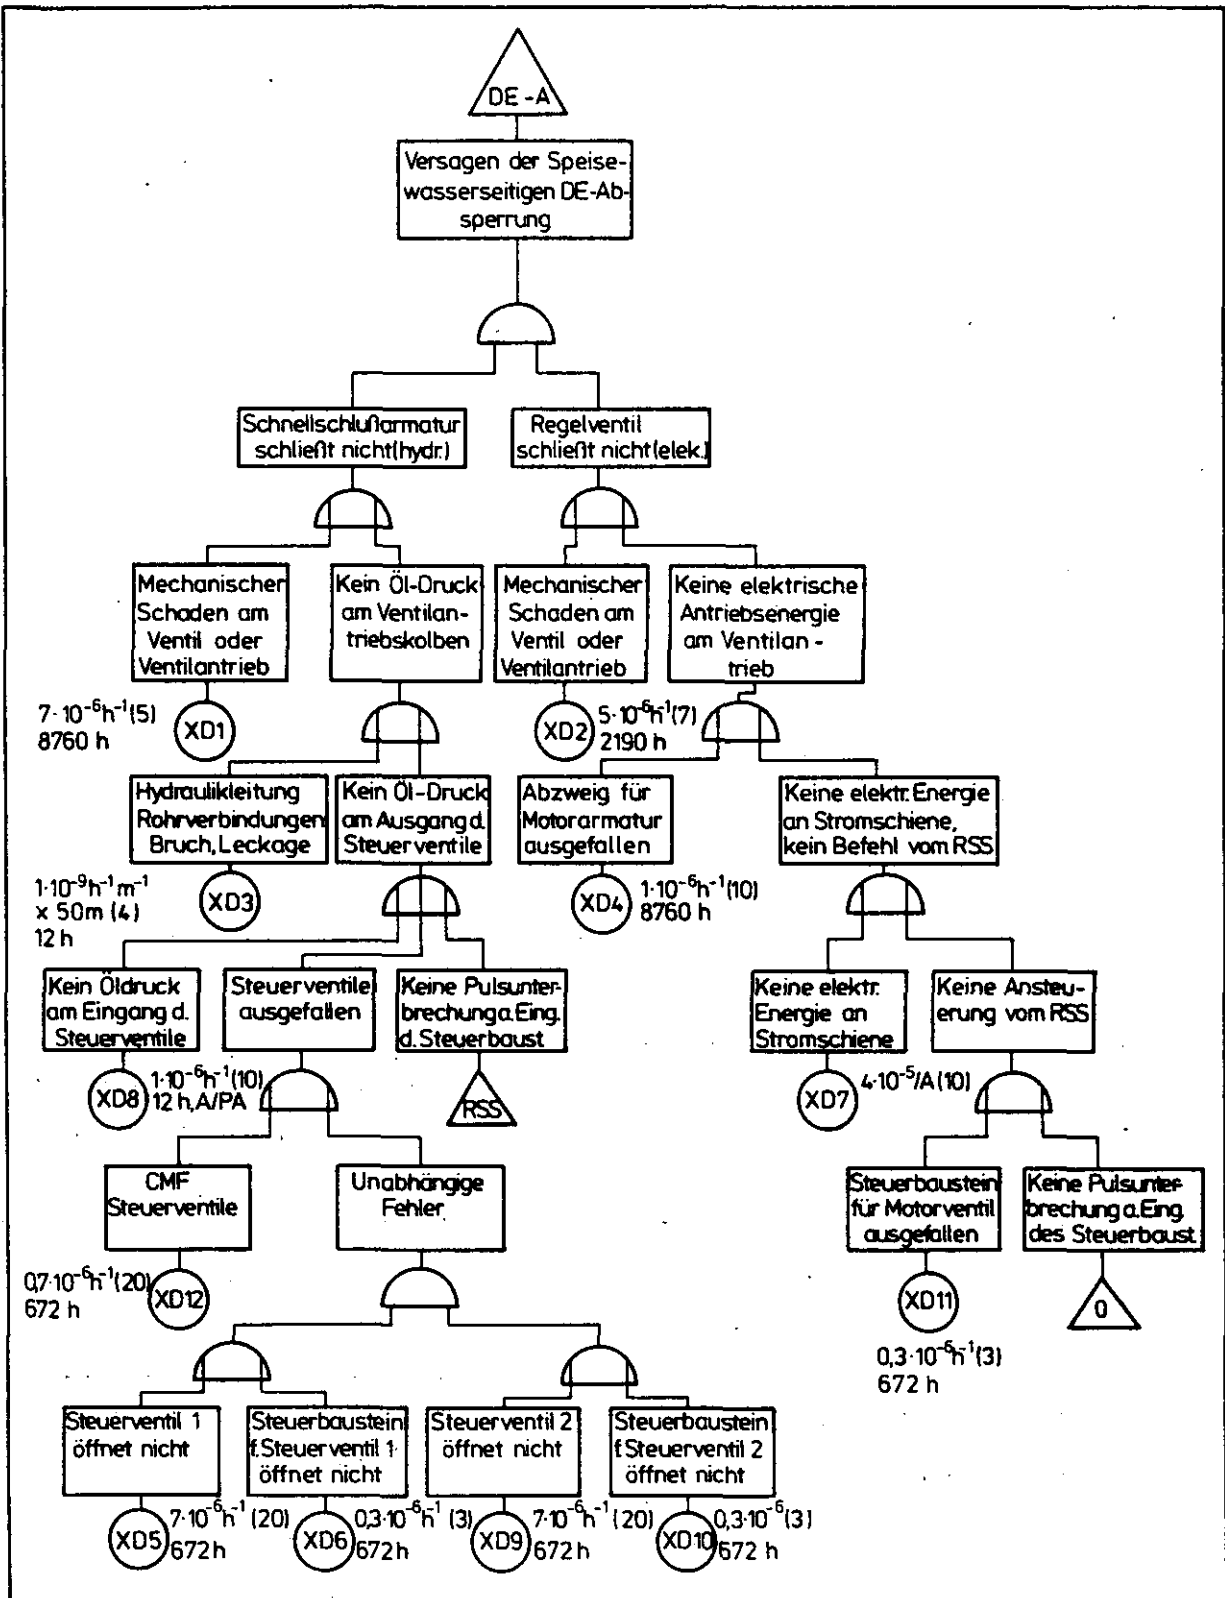 DE-A
Versagen der Speise-
wasserseitigen DE-Ab-
sperrung
Schnellschlußarmatur
schließt nicht(hydr.)
Regelventil
schließt nicht(elek.)
Mechanischer
Schaden am
Ventil oder
Ventilantrieb
Kein Öl-Druck
am Ventilan-
triebskolben
Mechanischer
Schaden am
Ventil oder
Ventilantrieb
Keine elektrische
Antriebsenergie
am Ventilan-
trieb
7·10⁻⁶h⁻¹(5)
8760 h
XD1
XD2
5·10⁻⁶h⁻¹(7)
2190 h
Hydraulikleitung
Rohrverbindungen
Bruch,Leckage
Kein Öl-Druck
am Ausgang d.
Steuerventile
Abzweig für
Motorarmatur
ausgefallen
Keine elektr. Energie
an Stromschiene,
kein Befehl vom RSS
1·10⁻⁹h⁻¹m⁻¹
x 50m (4)
12 h
XD3
XD4
1·10⁻⁶h⁻¹(10)
8760 h
Kein Öldruck
am Eingang d.
Steuerventile
Steuerventile
ausgefallen
Keine Pulsunter-
brechung a.Eing.
d.Steuerbaust
Keine elektr.
Energie an
Stromschiene
Keine Ansteu-
erung vom RSS
XD8
1·10⁻⁶h⁻¹(10)
12 h,A/PA
RSS
XD7
4·10⁻⁵/A(10)
CMF
Steuerventile
Unabhängige
Fehler
Steuerbaustein
für Motorventil
ausgefallen
Keine Pulsunter-
brechung a.Eing.
des Steuerbaust
0,7·10⁻⁶h⁻¹(20)
672 h
XD12
XD11
0
0,3·10⁻⁶h⁻¹(3)
672 h
Steuerventil 1
öffnet nicht
Steuerbaustein
f.Steuerventil 1
öffnet nicht
Steuerventil 2
öffnet nicht
Steuerbaustein
f.Steuerventil 2
öffnet nicht
XD5
7·10⁻⁶h⁻¹(20)
672h
XD6
0,3·10⁻⁶h⁻¹(3)
672h
XD9
7·10⁻⁶h⁻¹(20)
672h
XD10
0,3·10⁻⁶(3)
672 h